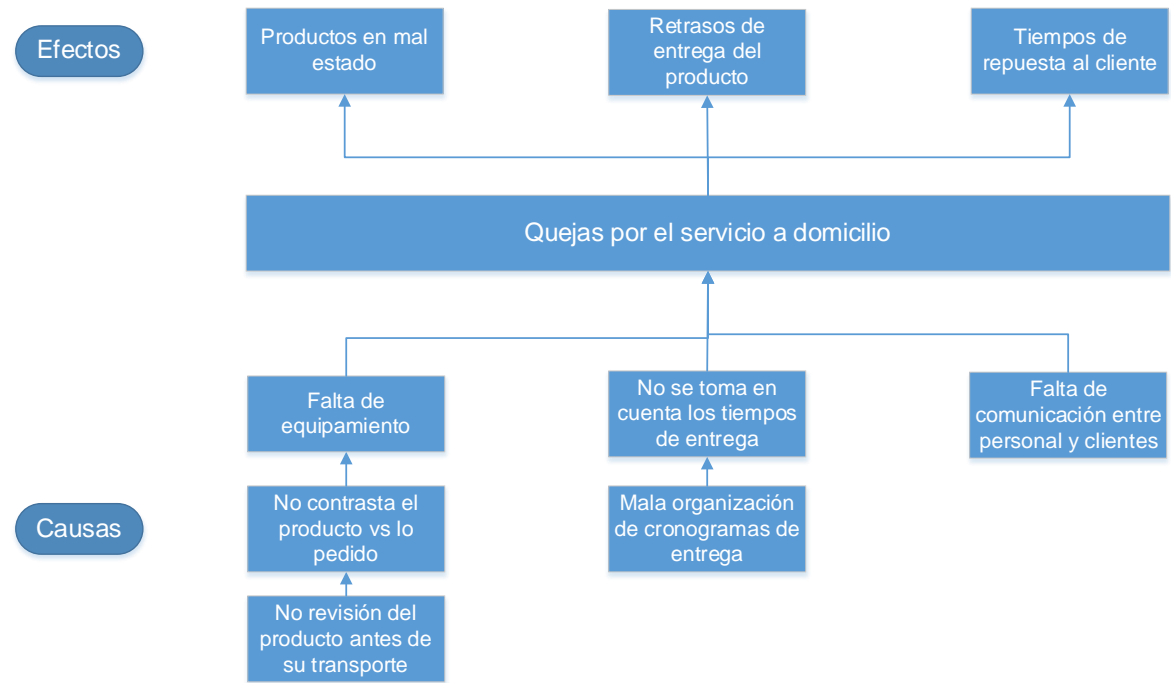 Efectos
Productos en mal
estado
Retrasos de
entrega del
producto
Tiempos de
repuesta al cliente
Quejas por el servicio a domicilio
Falta de
equipamiento
No se toma en
cuenta los tiempos
de entrega
Falta de
comunicación entre
personal y clientes
Causas
No contrasta el
producto vs lo
pedido
Mala organización
de cronogramas de
entrega
No revisión del
producto antes de
su transporte